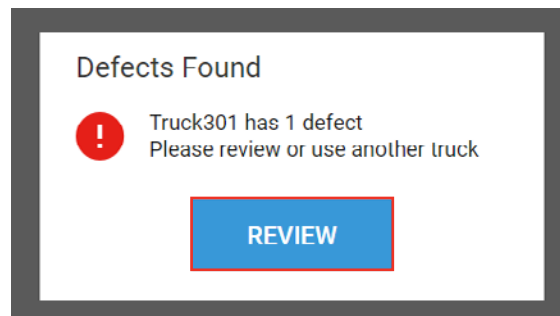 Defects Found
!
Truck301 has 1 defect
Please review or use another truck
REVIEW